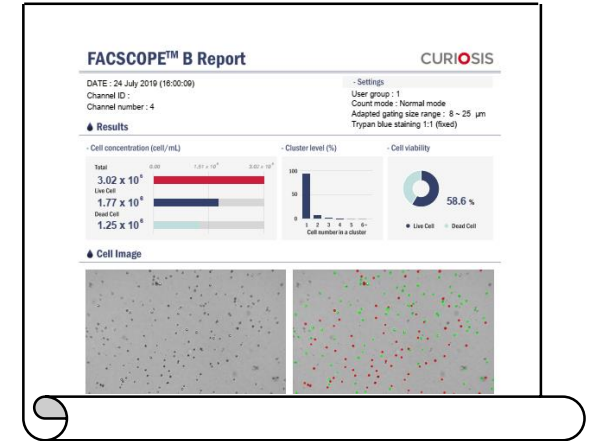 FACSCOPE™ B Report
CURIOSIS
DATE : 24 July 2019 (16:00:09)
Channel ID :
Channel number : 4
- Settings
User group : 1
Count mode : Normal mode
Adapted gating size range : 8 ~ 25 μm
Trypan blue staining 1:1 (fixed)
Results
- Cell concentration (cell/mL)
Total
0.00
3.02 x 10⁶
Live Cell
1.77 x 10⁶
Dead Cell
1.25 x 10⁶
- Cluster level (%)
100
50
0
1 2 3 4 5 6~
Cell number in a cluster
- Cell viability
58.6 %
Live Cell
Dead Cell
Cell Image